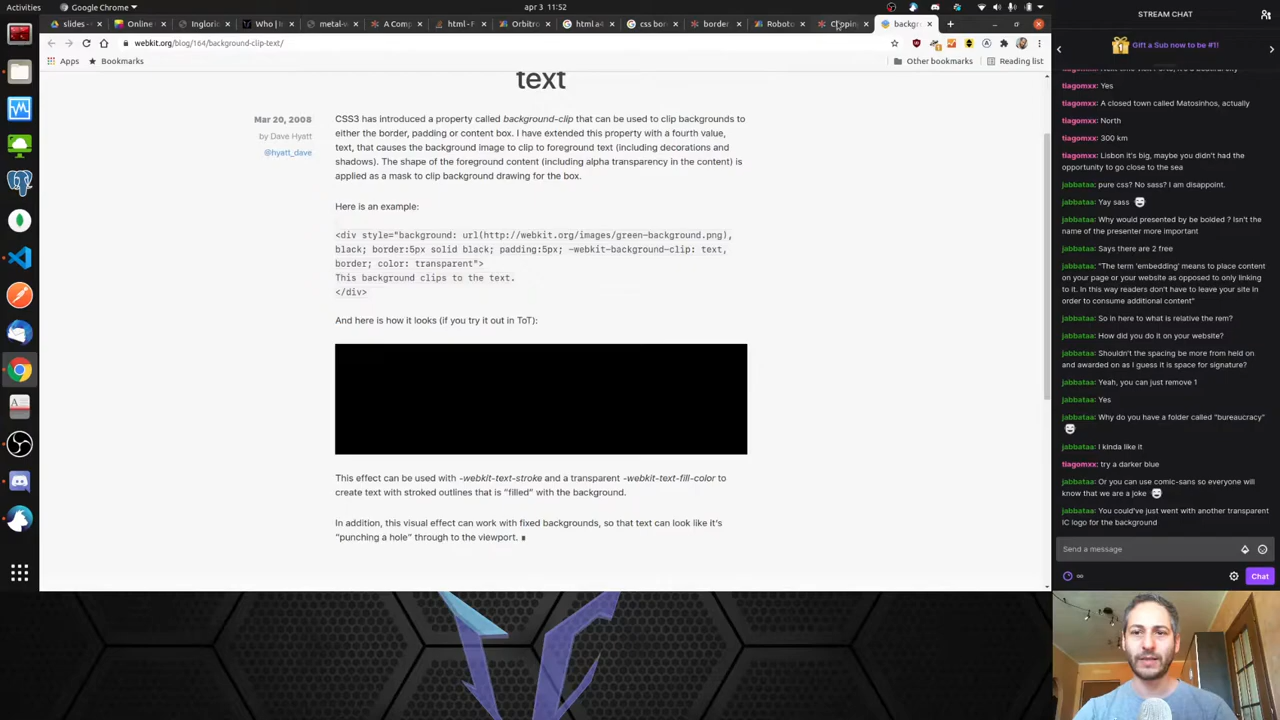 Activities
Google Chrome
apr 3 11:52
slides -
Online
Inglori
Who |
metal-
A Comp
html - F
Orbitro
html a4
css bor
border
Roboto
backgr
webkit.org/blog/164/background-clip-text/
Apps
Bookmarks
Other bookmarks
Reading list
text
Mar 20, 2008
by Dave Hyatt
@hyatt_dave
CSS3 has introduced a property called background-clip that can be used to clip backgrounds to
either the border, padding or content box. I have extended this property with a fourth value,
text, that causes the background image to clip to foreground text (including decorations and
shadows). The shape of the foreground content (including alpha transparency in the content) is
applied as a mask to clip background drawing for the box.
Here is an example:
<div style="background: url(http://webkit.org/images/green-background.png),
black; border:5px solid black; padding:5px; -webkit-background-clip: text,
border; color: transparent">
This background clips to the text.
</div>
And here is how it looks (if you try it out in ToT):
This effect can be used with -webkit-text-stroke and a transparent -webkit-text-fill-color to
create text with stroked outlines that is “filled” with the background.
In addition, this visual effect can work with fixed backgrounds, so that text can look like it's
“punching a hole” through to the viewport.
STREAM CHAT
Gift a Sub now to be #1!
tiagomxx: Yes
tiagomxx: A closed town called Matosinhos, actually
tiagomxx: North
tiagomxx: 300 km
tiagomxx: Lisbon it's big, maybe you didn't had the
opportunity to go close to the sea
jabbataa: pure css? No sass? I am disappoint.
jabbataa: Yay sass
jabbataa: Why would presented by be bolded ? Isn't the
name of the presenter more important
jabbataa: Says there are 2 free
jabbataa: "The term 'embedding' means to place content
on your page or your website as opposed to only linking
to it. In this way readers don't have to leave your site in
order to consume additional content"
jabbataa: So in here to what is relative the rem?
jabbataa: How did you do it on your website?
jabbataa: Shouldn't the spacing be more from held on
and awarded on as I guess it is space for signature?
jabbataa: Yeah, you can just remove 1
jabbataa: Yes
jabbataa: Why do you have a folder called "bureaucracy"
jabbataa: I kinda like it
tiagomxx: try a darker blue
jabbataa: Or you can use comic-sans so everyone will
know that we are a joke
jabbataa: You could've just went with another transparent
IC logo for the background
Send a message
Chat